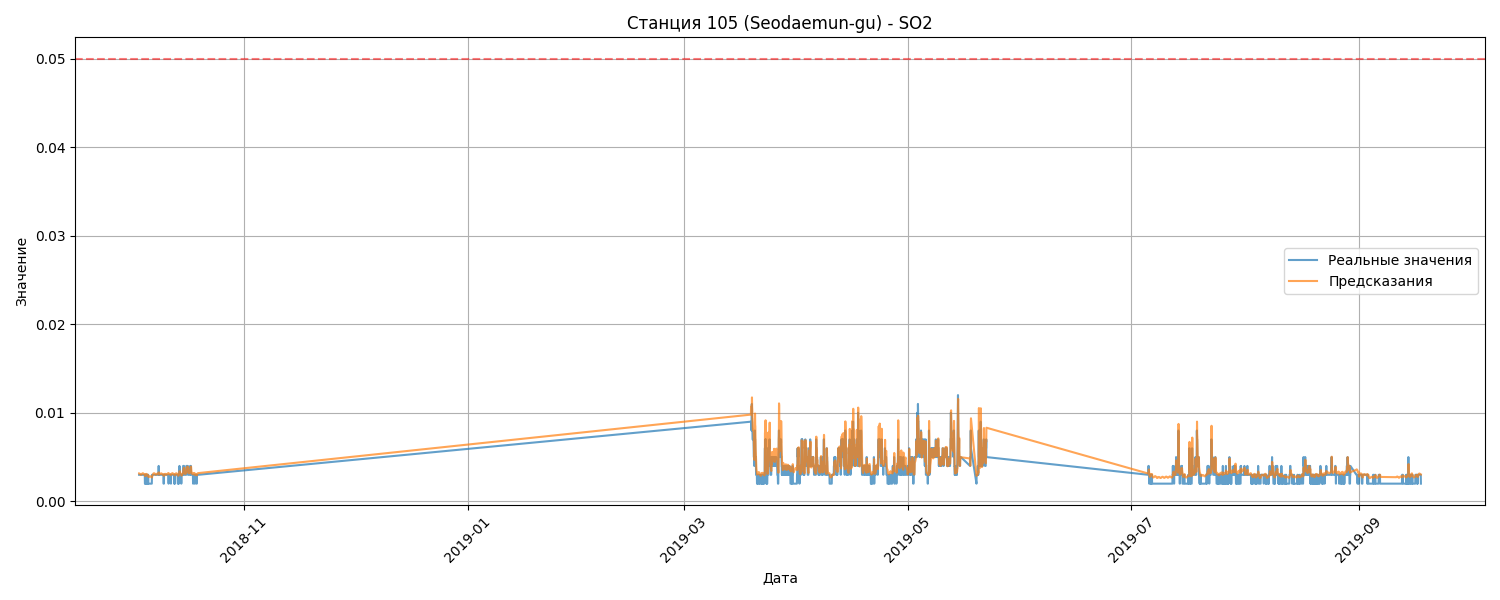 Станция 105 (Seodaemun-gu) - SO2
Значение
0.05
0.04
0.03
0.02
0.01
0.00
Реальные значения
Предсказания
2018-11
2019-01
2019-03
2019-05
2019-07
2019-09
Дата